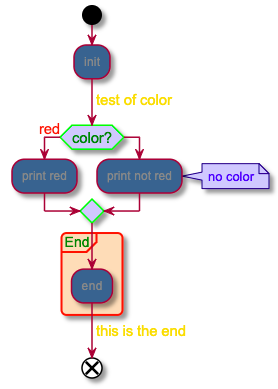 init
test of color
red
color?
print red
print not red
no color
End
end
this is the end